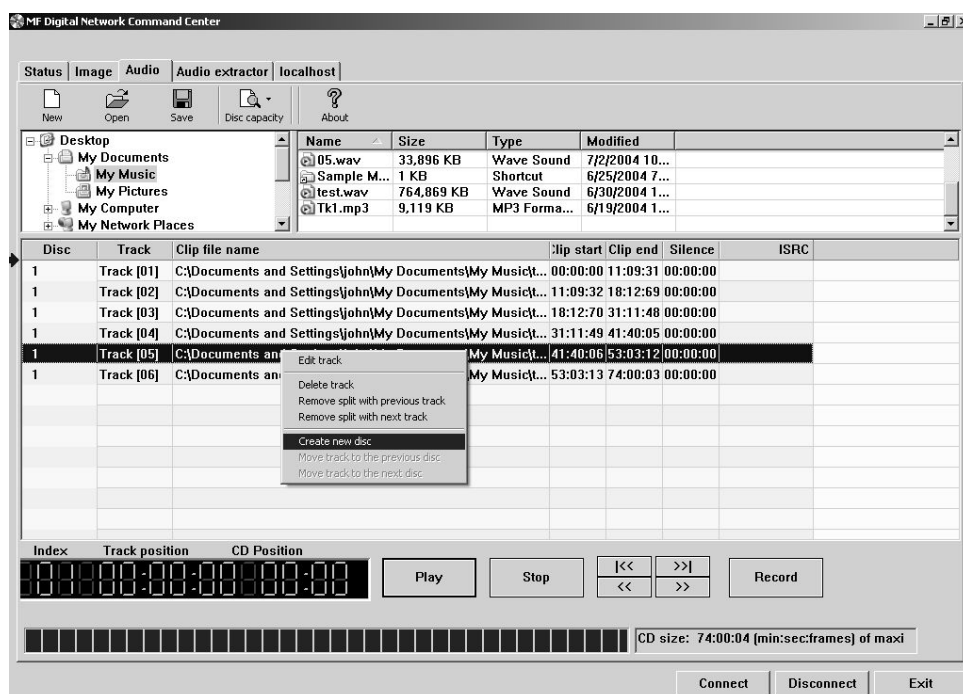 MF Digital Network Command Center
Status Image Audio Audio extractor localhost
New Open Save Disc capacity About
Desktop
My Documents
My Music
My Pictures
My Computer
My Network Places
Name Size Type Modified
05.wav 33,896 KB Wave Sound 7/2/2004 10...
Sample M... 1 KB Shortcut 6/25/2004 7...
test.wav 764,869 KB Wave Sound 6/30/2004 1...
Tk1.mp3 9,119 KB MP3 Forma... 6/19/2004 1...
Disc Track Clip file name Clip start Clip end Silence ISRC
1 Track [01] C:\Documents and Settings\john\My Documents\My Music\t... 00:00:00 11:09:31 00:00:00
1 Track [02] C:\Documents and Settings\john\My Documents\My Music\t... 11:09:32 18:12:69 00:00:00
1 Track [03] C:\Documents and Settings\john\My Documents\My Music\t... 18:12:70 31:11:48 00:00:00
1 Track [04] C:\Documents and Settings\john\My Documents\My Music\t... 31:11:49 41:40:05 00:00:00
1 Track [05] C:\Documents and My Music\t... 41:40:06 53:03:12 00:00:00
1 Track [06] C:\Documents an My Music\t... 53:03:13 74:00:03 00:00:00
Edit track
Delete track
Remove split with previous track
Remove split with next track
Create new disc
Move track to the previous disc
Move track to the next disc
Index Track position CD Position
01 00:00:00 00:00
Play Stop |<< >>| Record
<< >>
CD size: 74:00:04 (min:sec:frames) of maxi
Connect Disconnect Exit